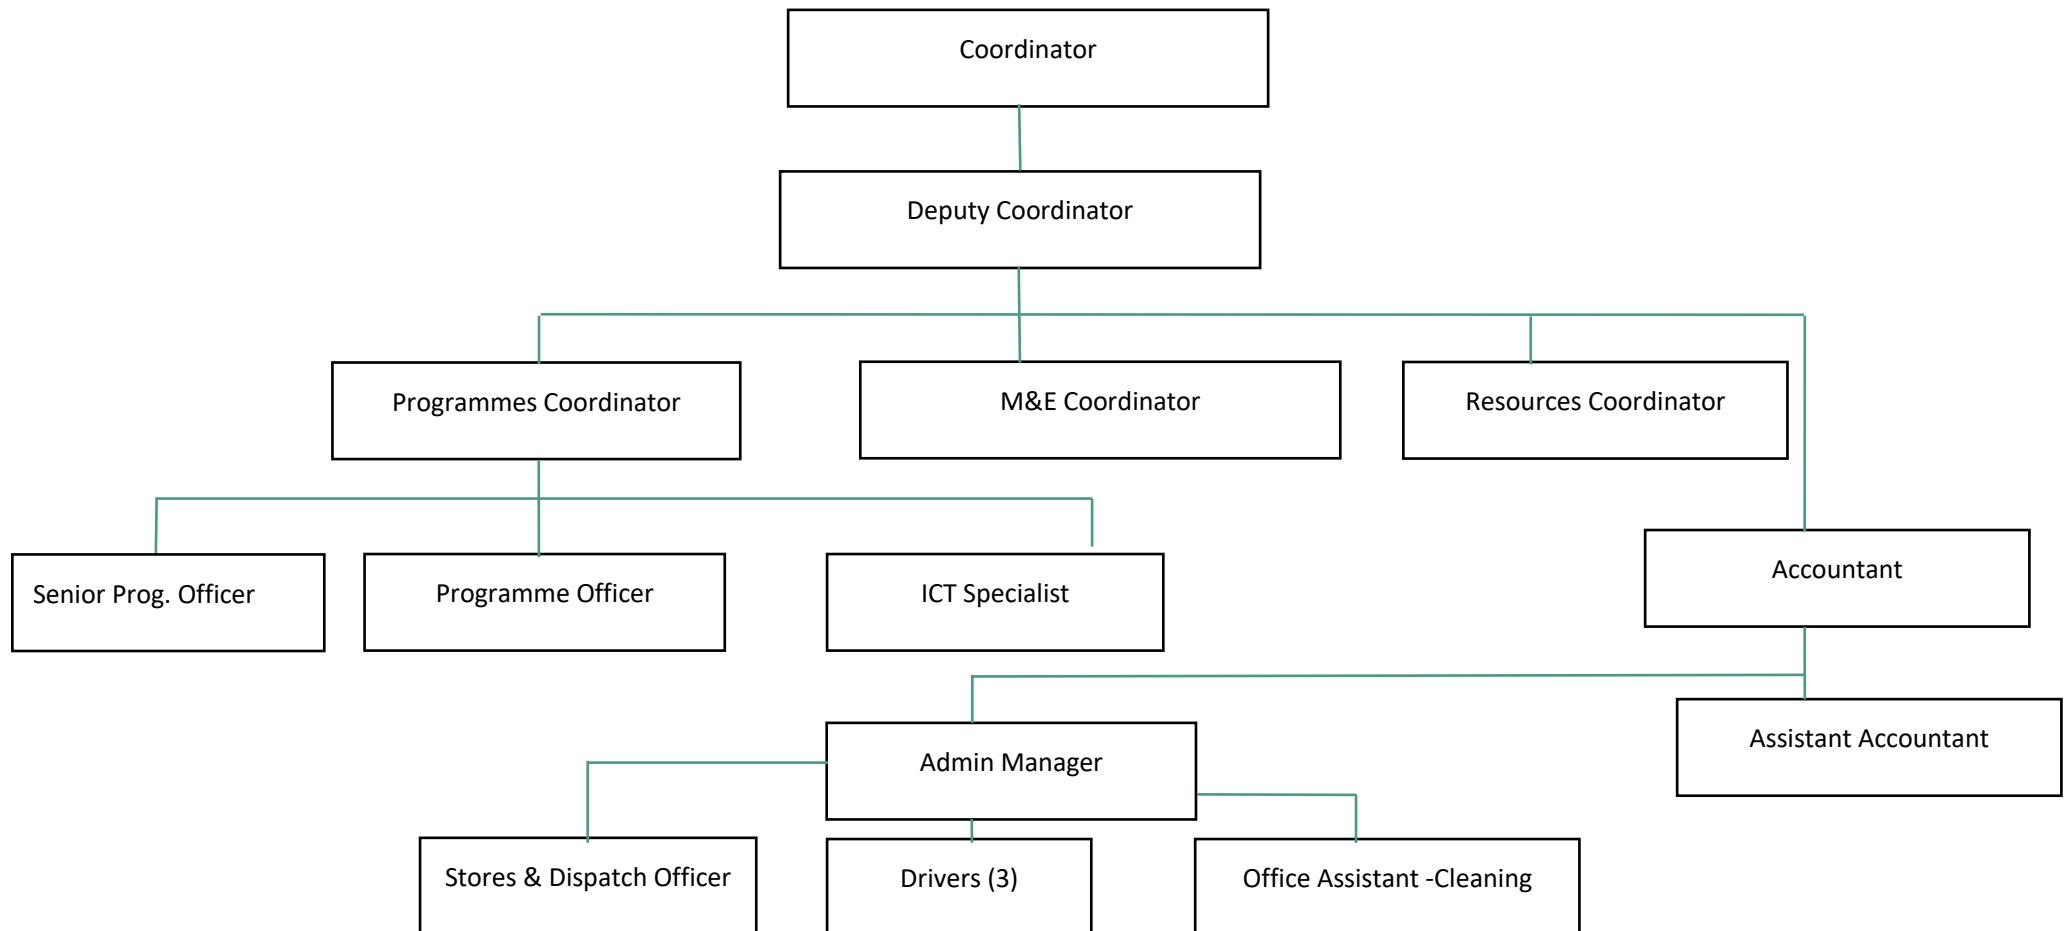 Coordinator
Deputy Coordinator
Programmes Coordinator
M&E Coordinator
Resources Coordinator
Senior Prog. Officer
Programme Officer
ICT Specialist
Accountant
Admin Manager
Assistant Accountant
Stores & Dispatch Officer
Drivers (3)
Office Assistant -Cleaning